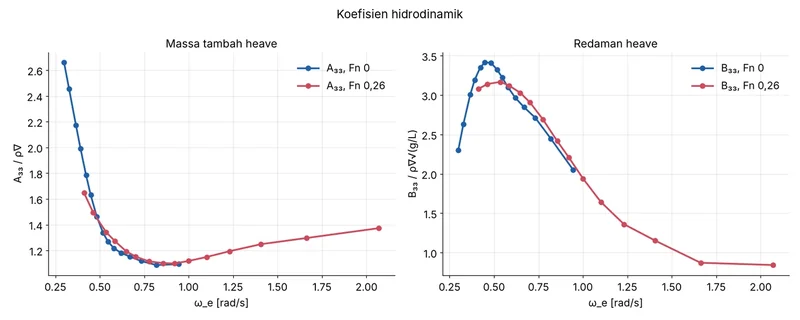 Koefisien hidrodinamik
Massa tambah heave
A₃₃ / ρ∇
2.6
2.4
2.2
2.0
1.8
1.6
1.4
1.2
A₃₃, Fn 0
A₃₃, Fn 0,26
0.25 0.50 0.75 1.00 1.25 1.50 1.75 2.00
ω_e [rad/s]
Redaman heave
B₃₃ / ρ∇√(g/L)
3.5
3.0
2.5
2.0
1.5
1.0
B₃₃, Fn 0
B₃₃, Fn 0,26
0.25 0.50 0.75 1.00 1.25 1.50 1.75 2.00
ω_e [rad/s]